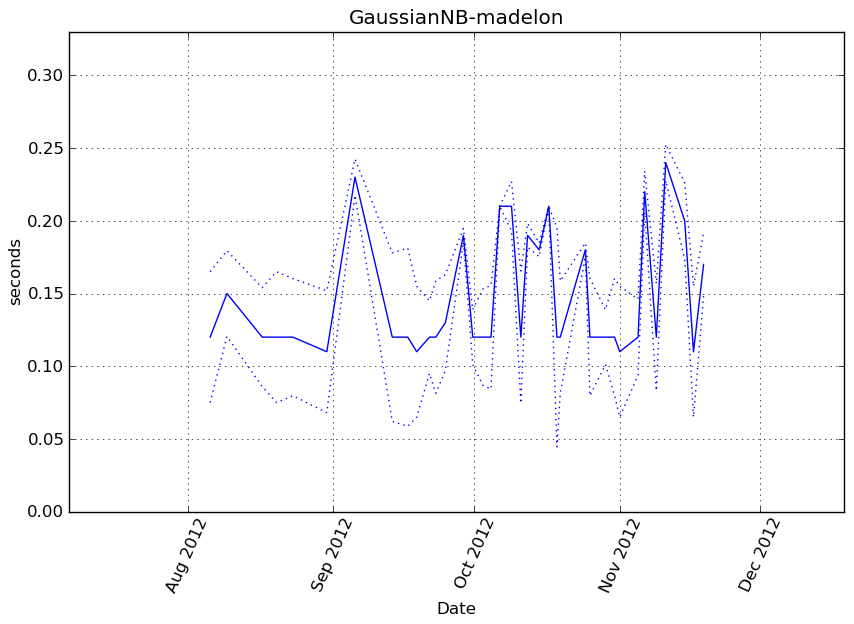 GaussianNB-madelon
seconds
0.30
0.25
0.20
0.15
0.10
0.05
0.00
Aug 2012
Sep 2012
Oct 2012
Nov 2012
Dec 2012
Date